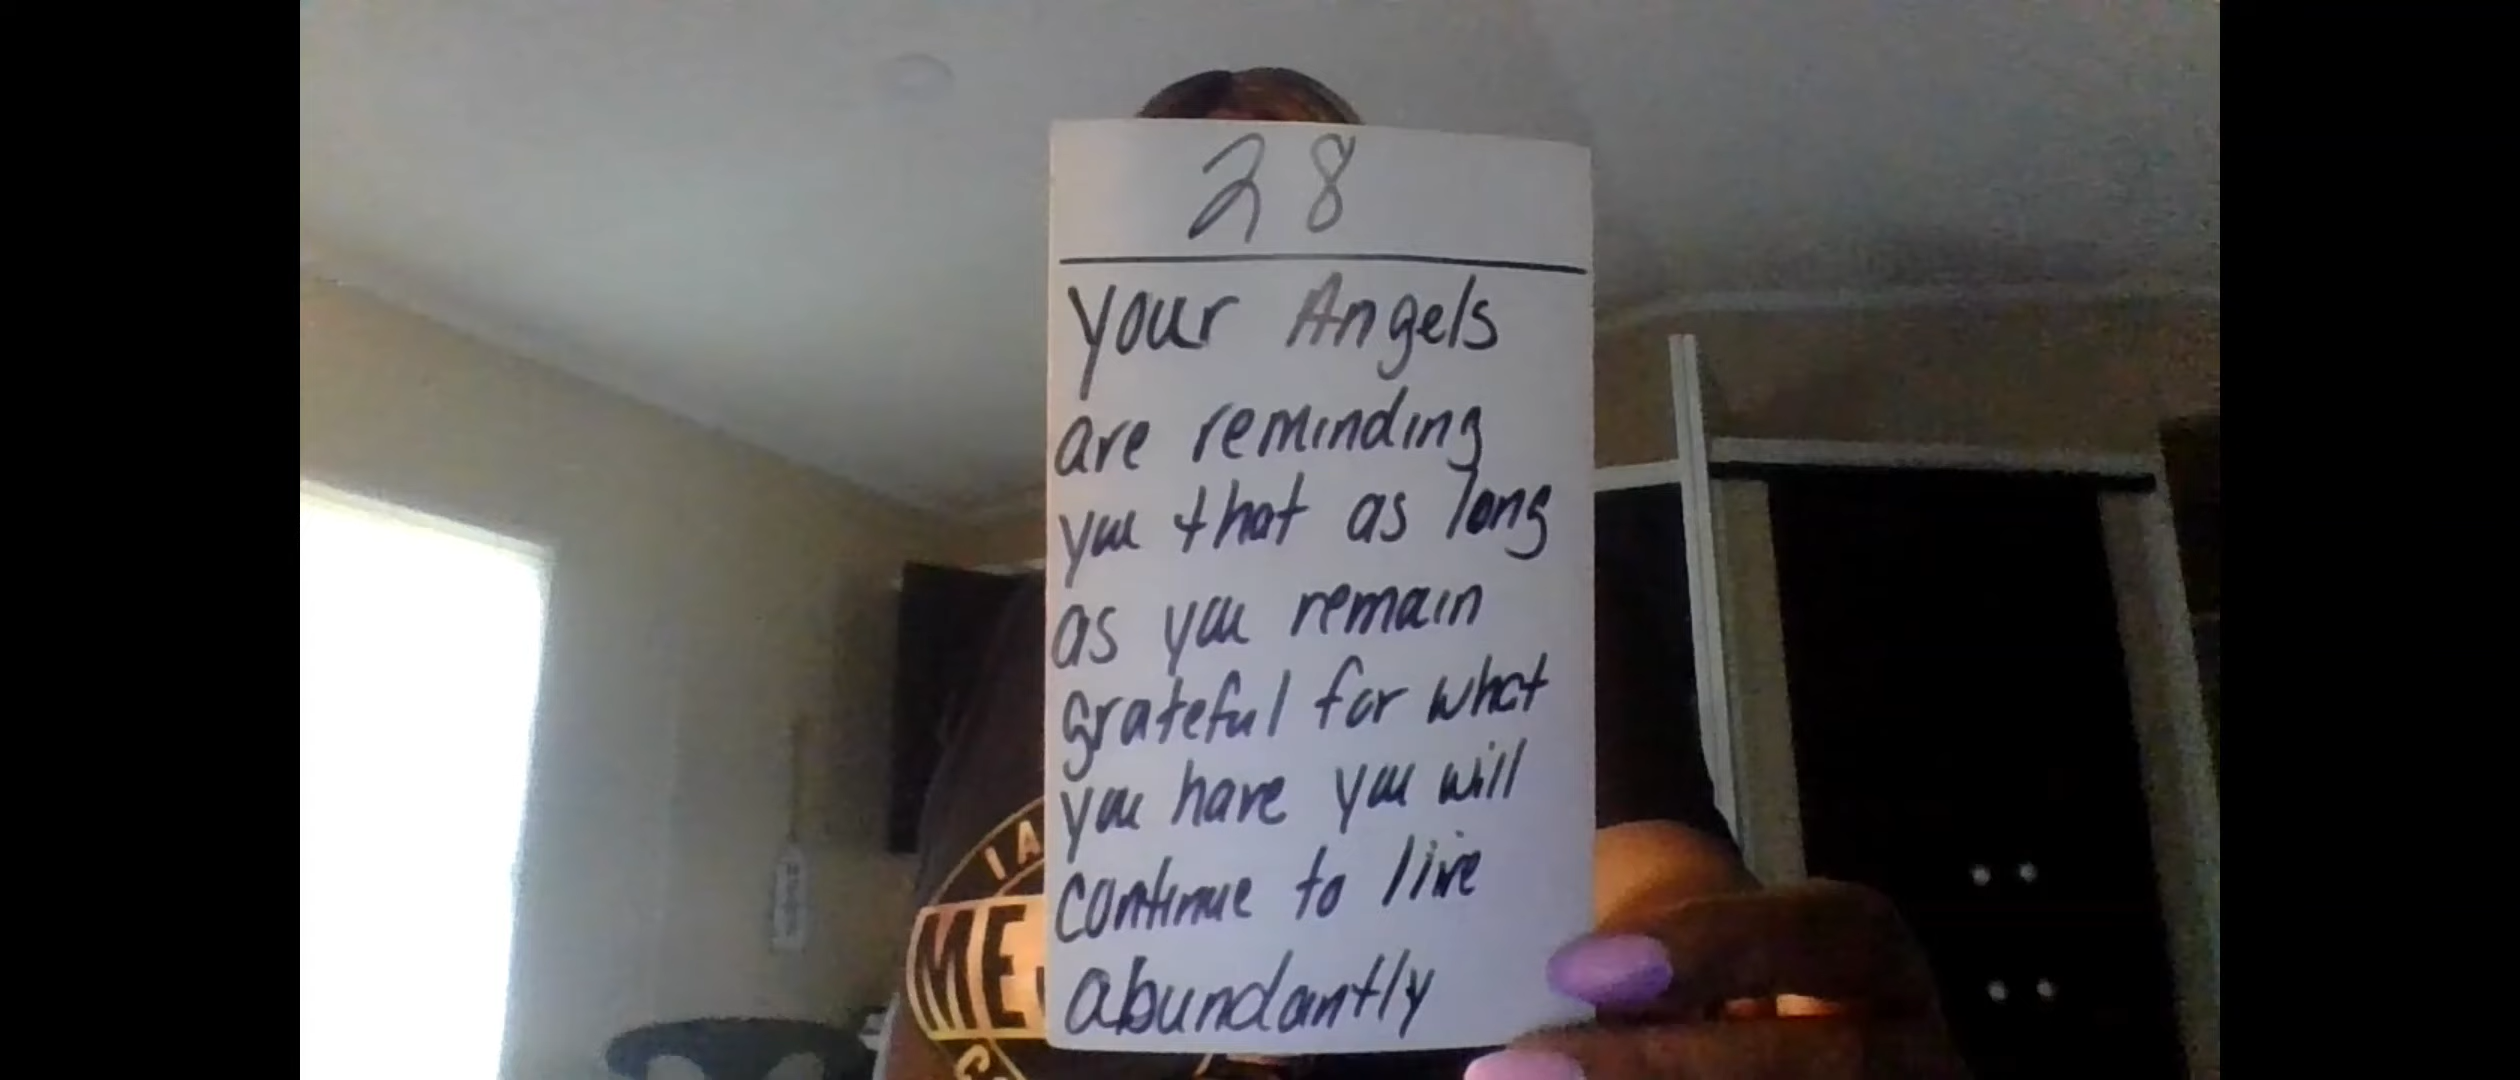 28
Your Angels
are reminding
you that as long
as you remain
grateful for what
you have you will
continue to live
abundantly
I A
ME